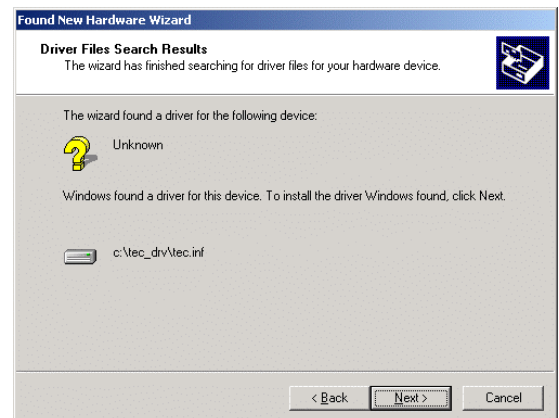 Found New Hardware Wizard
Driver Files Search Results
The wizard has finished searching for driver files for your hardware device.
The wizard found a driver for the following device:
Unknown
Windows found a driver for this device. To install the driver Windows found, click Next.
c:\tec_drv\tec.inf
< Back
Next >
Cancel